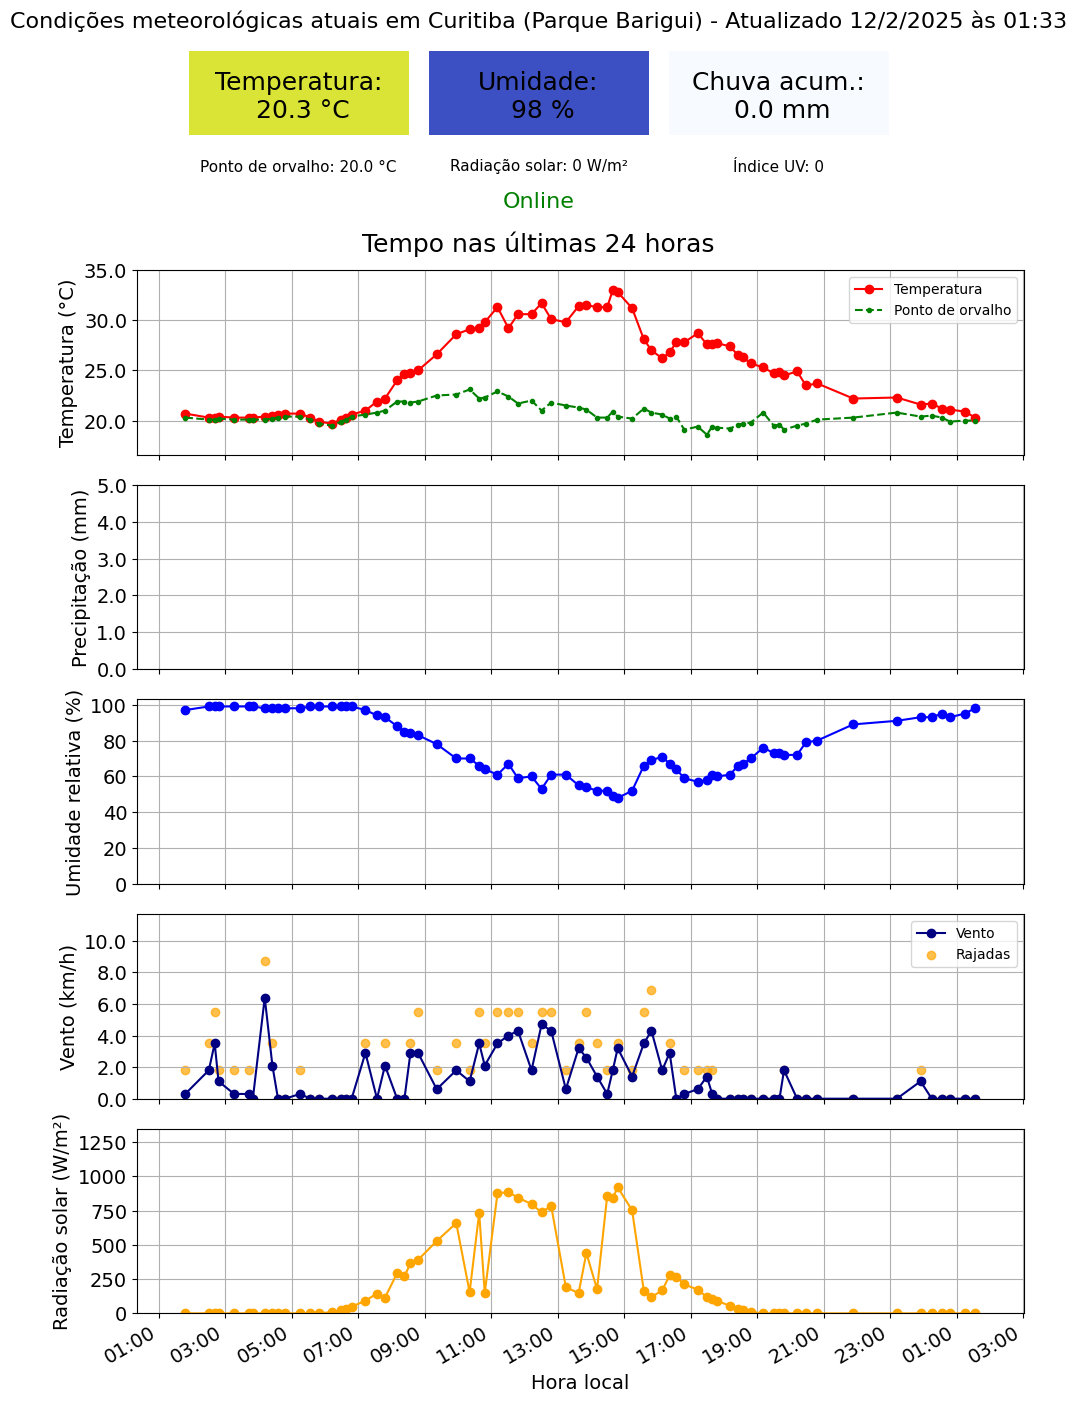 Condições meteorológicas atuais em Curitiba (Parque Barigui) - Atualizado 12/2/2025 às 01:33
Temperatura:
20.3 °C
Umidade:
98 %
Chuva acum.:
0.0 mm
Ponto de orvalho: 20.0 °C
Radiação solar: 0 W/m²
Índice UV: 0
Online
Tempo nas últimas 24 horas
Temperatura (°C)
35.0
30.0
25.0
20.0
Temperatura
Ponto de orvalho
Precipitação (mm)
5.0
4.0
3.0
2.0
1.0
0.0
Umidade relativa (%)
100
80
60
40
20
0
Vento (km/h)
10.0
8.0
6.0
4.0
2.0
0.0
Vento
Rajadas
Radiação solar (W/m²)
1250
1000
750
500
250
0
01:00
03:00
05:00
07:00
09:00
11:00
13:00
15:00
17:00
19:00
21:00
23:00
01:00
03:00
Hora local